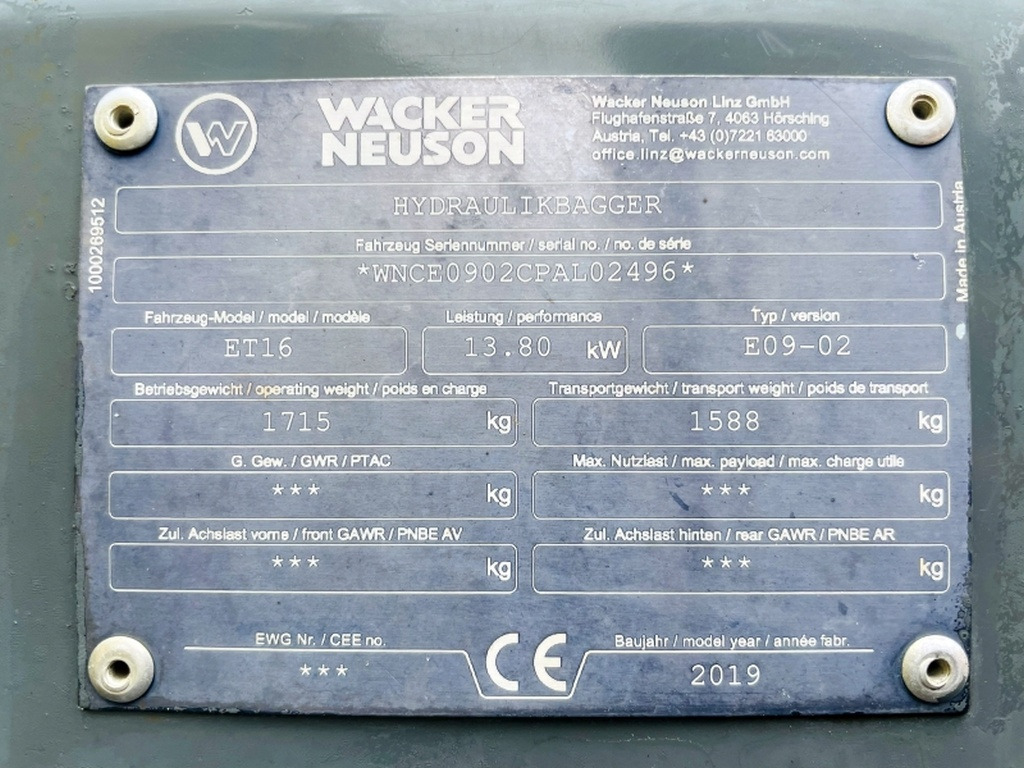 W
WACKER
NEUSON
Wacker Neuson Linz GmbH
Flughafenstraße 7, 4063 Hörsching
Austria, Tel. +43 (0)7221 63000
office.linz@wackerneuson.com
1000269512
HYDRAULIKBAGGER
Made in Austria
Fahrzeug Seriennummer / serial no. / no. de série
*WNCE0902CPAL02496*
Fahrzeug-Model / model / modèle Leistung / performance Typ / version
ET16 13.80 kW E09-02
Betriebsgewicht / operating weight / poids en charge Transportgewicht / transport weight / poids de transport
1715 kg 1588 kg
G. Gew. / GWR / PTAC Max. Nutzlast / max. payload / max. charge utile
*** kg *** kg
Zul. Achslast vorne / front GAWR / PNBE AV Zul. Achslast hinten / rear GAWR / PNBE AR
*** kg *** kg
EWG Nr. / CEE no. CE Baujahr / model year / année fabr.
*** 2019